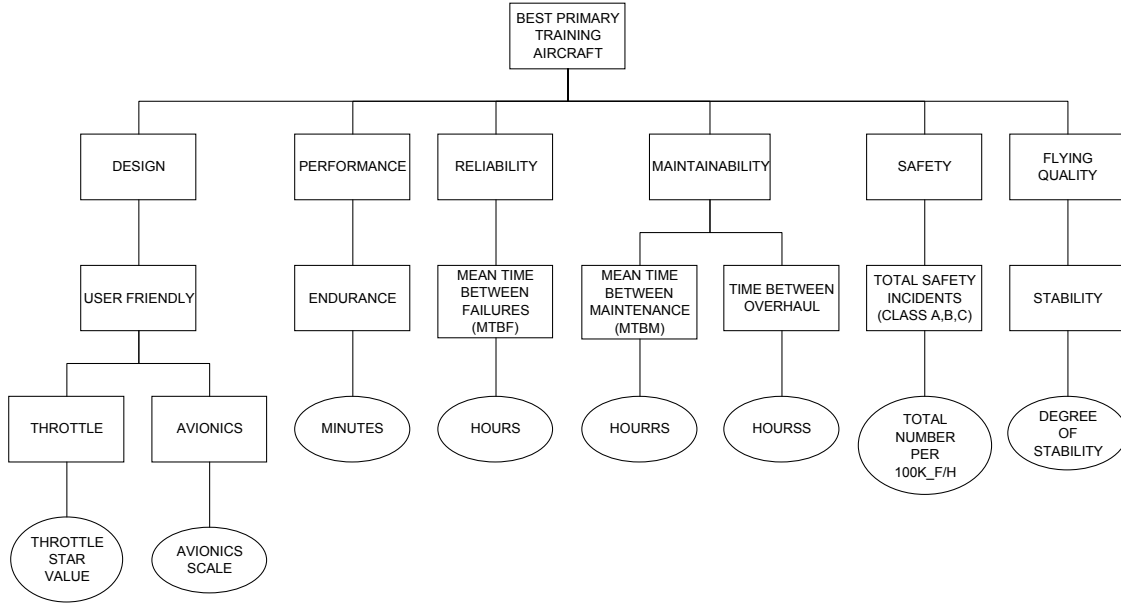 BEST PRIMARY
TRAINING
AIRCRAFT
DESIGN
PERFORMANCE
RELIABILITY
MAINTAINABILITY
SAFETY
FLYING
QUALITY
USER FRIENDLY
ENDURANCE
MEAN TIME
BETWEEN
FAILURES
(MTBF)
MEAN TIME
BETWEEN
MAINTENANCE
(MTBM)
TIME BETWEEN
OVERHAUL
TOTAL SAFETY
INCIDENTS
(CLASS A,B,C)
STABILITY
THROTTLE
AVIONICS
MINUTES
HOURS
HOURRS
HOURSS
TOTAL
NUMBER
PER
100K_F/H
DEGREE
OF
STABILITY
THROTTLE
STAR
VALUE
AVIONICS
SCALE